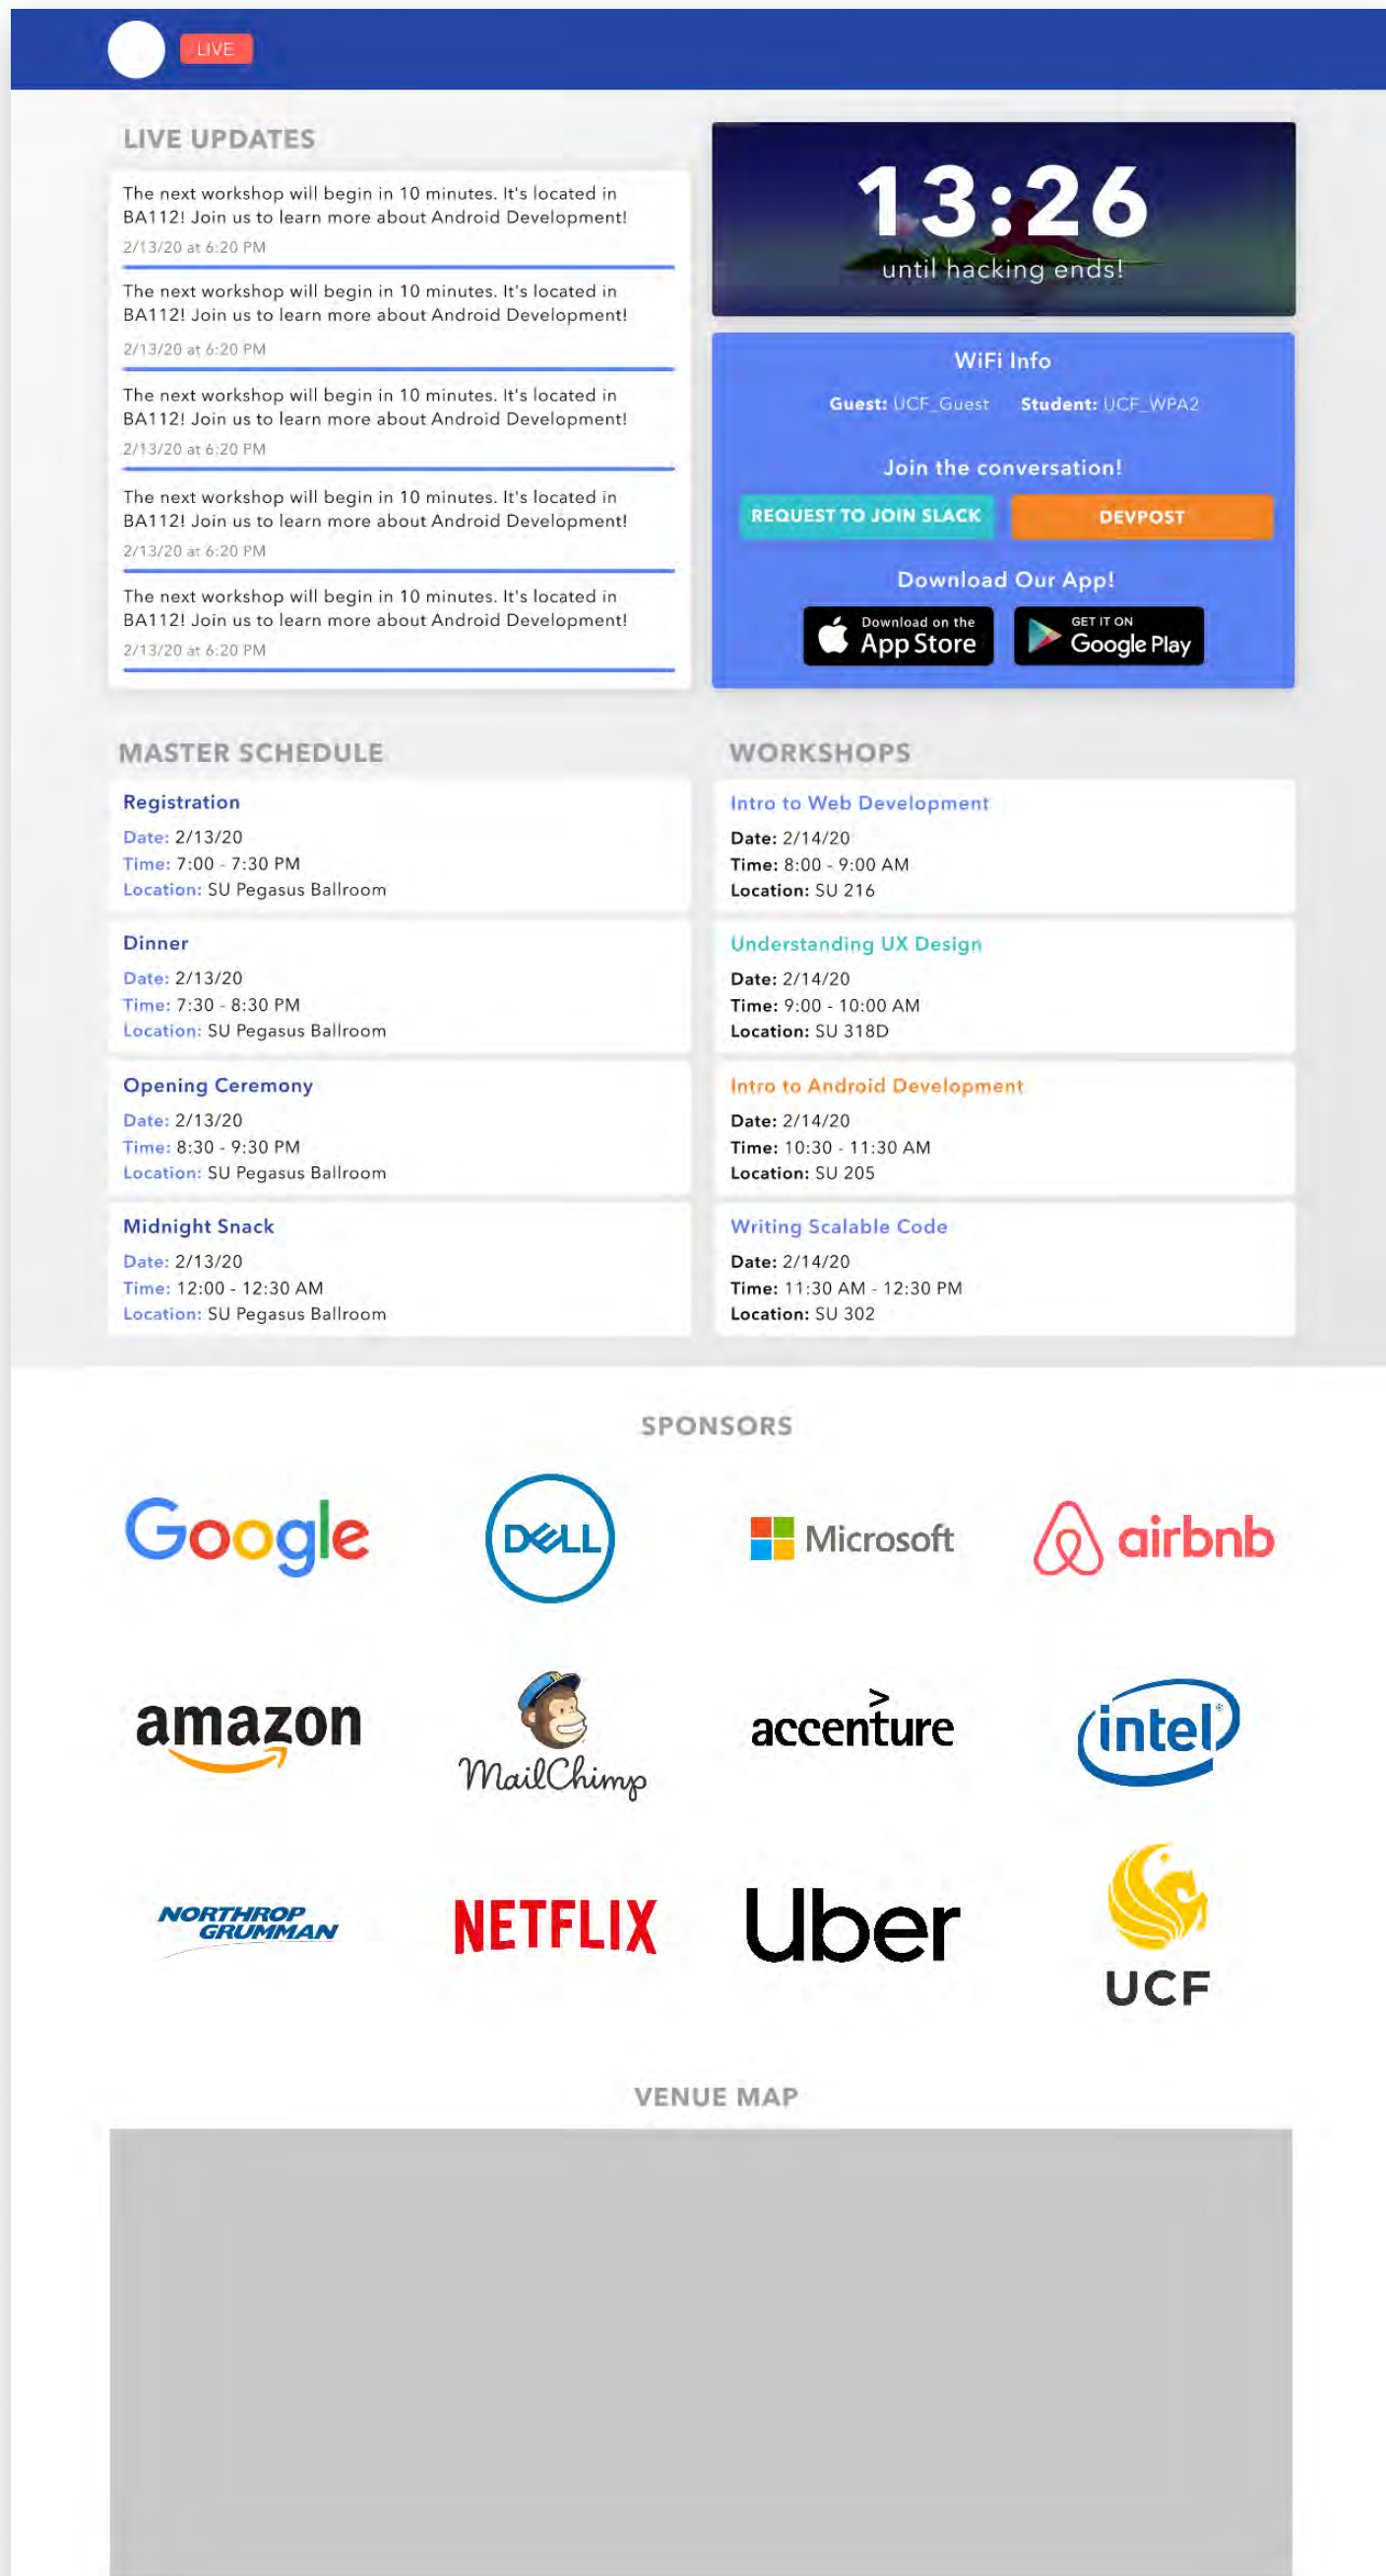 LIVE
LIVE UPDATES
The next workshop will begin in 10 minutes. It's located in
BA112! Join us to learn more about Android Development!
2/13/20 at 6:20 PM
The next workshop will begin in 10 minutes. It's located in
BA112! Join us to learn more about Android Development!
2/13/20 at 6:20 PM
The next workshop will begin in 10 minutes. It's located in
BA112! Join us to learn more about Android Development!
2/13/20 at 6:20 PM
The next workshop will begin in 10 minutes. It's located in
BA112! Join us to learn more about Android Development!
2/13/20 at 6:20 PM
The next workshop will begin in 10 minutes. It's located in
BA112! Join us to learn more about Android Development!
2/13/20 at 6:20 PM
13:26
until hacking ends!
WiFi Info
Guest: UCF_Guest Student: UCF_WPA2
Join the conversation!
REQUEST TO JOIN SLACK DEVPOST
Download Our App!
Download on the
App Store
GET IT ON
Google Play
MASTER SCHEDULE
Registration
Date: 2/13/20
Time: 7:00 - 7:30 PM
Location: SU Pegasus Ballroom
Dinner
Date: 2/13/20
Time: 7:30 - 8:30 PM
Location: SU Pegasus Ballroom
Opening Ceremony
Date: 2/13/20
Time: 8:30 - 9:30 PM
Location: SU Pegasus Ballroom
Midnight Snack
Date: 2/13/20
Time: 12:00 - 12:30 AM
Location: SU Pegasus Ballroom
WORKSHOPS
Intro to Web Development
Date: 2/14/20
Time: 8:00 - 9:00 AM
Location: SU 216
Understanding UX Design
Date: 2/14/20
Time: 9:00 - 10:00 AM
Location: SU 318D
Intro to Android Development
Date: 2/14/20
Time: 10:30 - 11:30 AM
Location: SU 205
Writing Scalable Code
Date: 2/14/20
Time: 11:30 AM - 12:30 PM
Location: SU 302
SPONSORS
Google DELL Microsoft airbnb
amazon MailChimp accenture intel
NORTHROP
GRUMMAN
NETFLIX Uber UCF
VENUE MAP